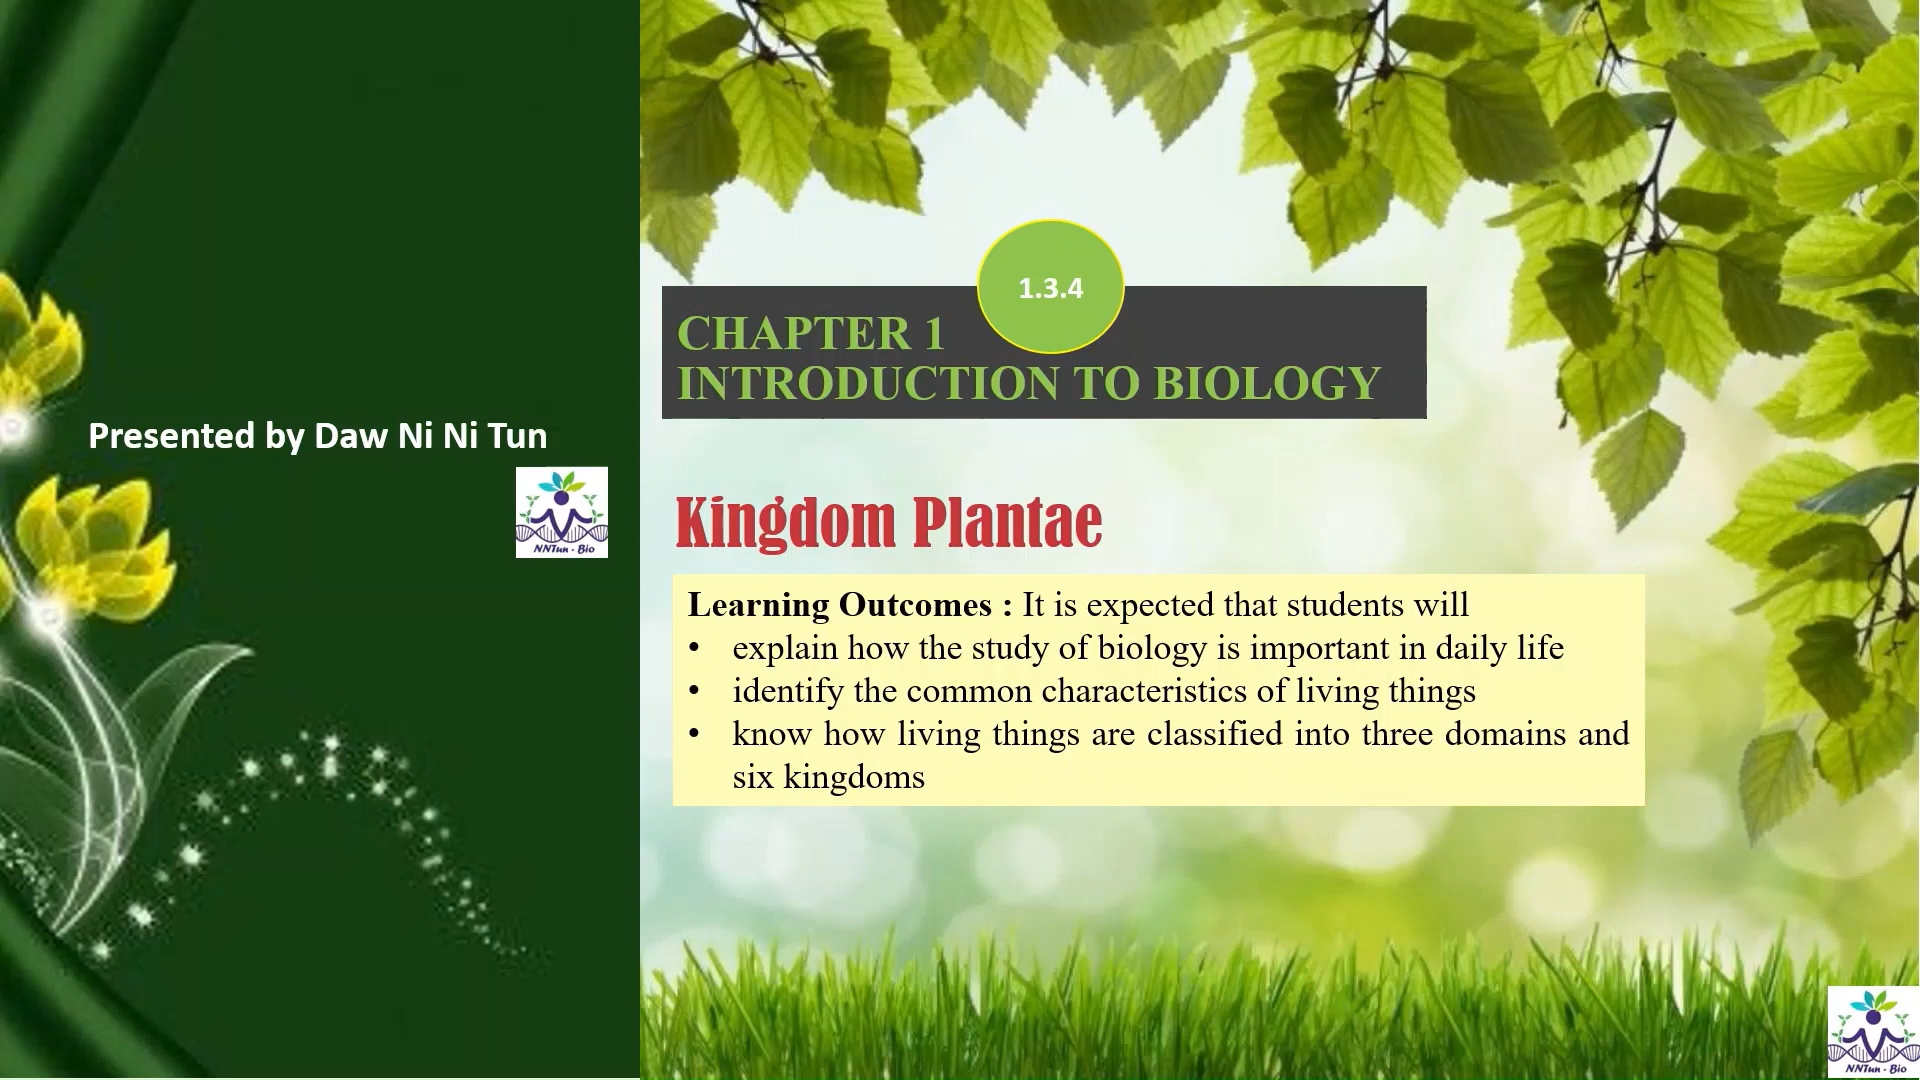 Presented by Daw Ni Ni Tun
NNTun - Bio
1.3.4
CHAPTER 1
INTRODUCTION TO BIOLOGY
Kingdom Plantae
Learning Outcomes : It is expected that students will
• explain how the study of biology is important in daily life
• identify the common characteristics of living things
• know how living things are classified into three domains and
six kingdoms
NNTun - Bio